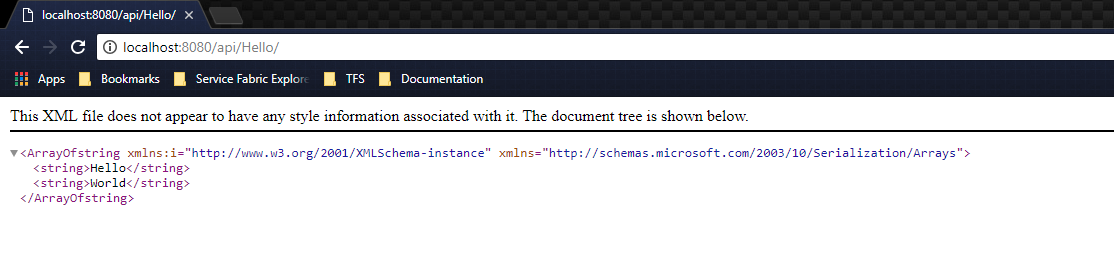 localhost:8080/api/Hello/
localhost:8080/api/Hello/
Apps Bookmarks Service Fabric Explore TFS Documentation
This XML file does not appear to have any style information associated with it. The document tree is shown below.
<ArrayOfstring xmlns:i="http://www.w3.org/2001/XMLSchema-instance" xmlns="http://schemas.microsoft.com/2003/10/Serialization/Arrays">
<string>Hello</string>
<string>World</string>
</ArrayOfstring>